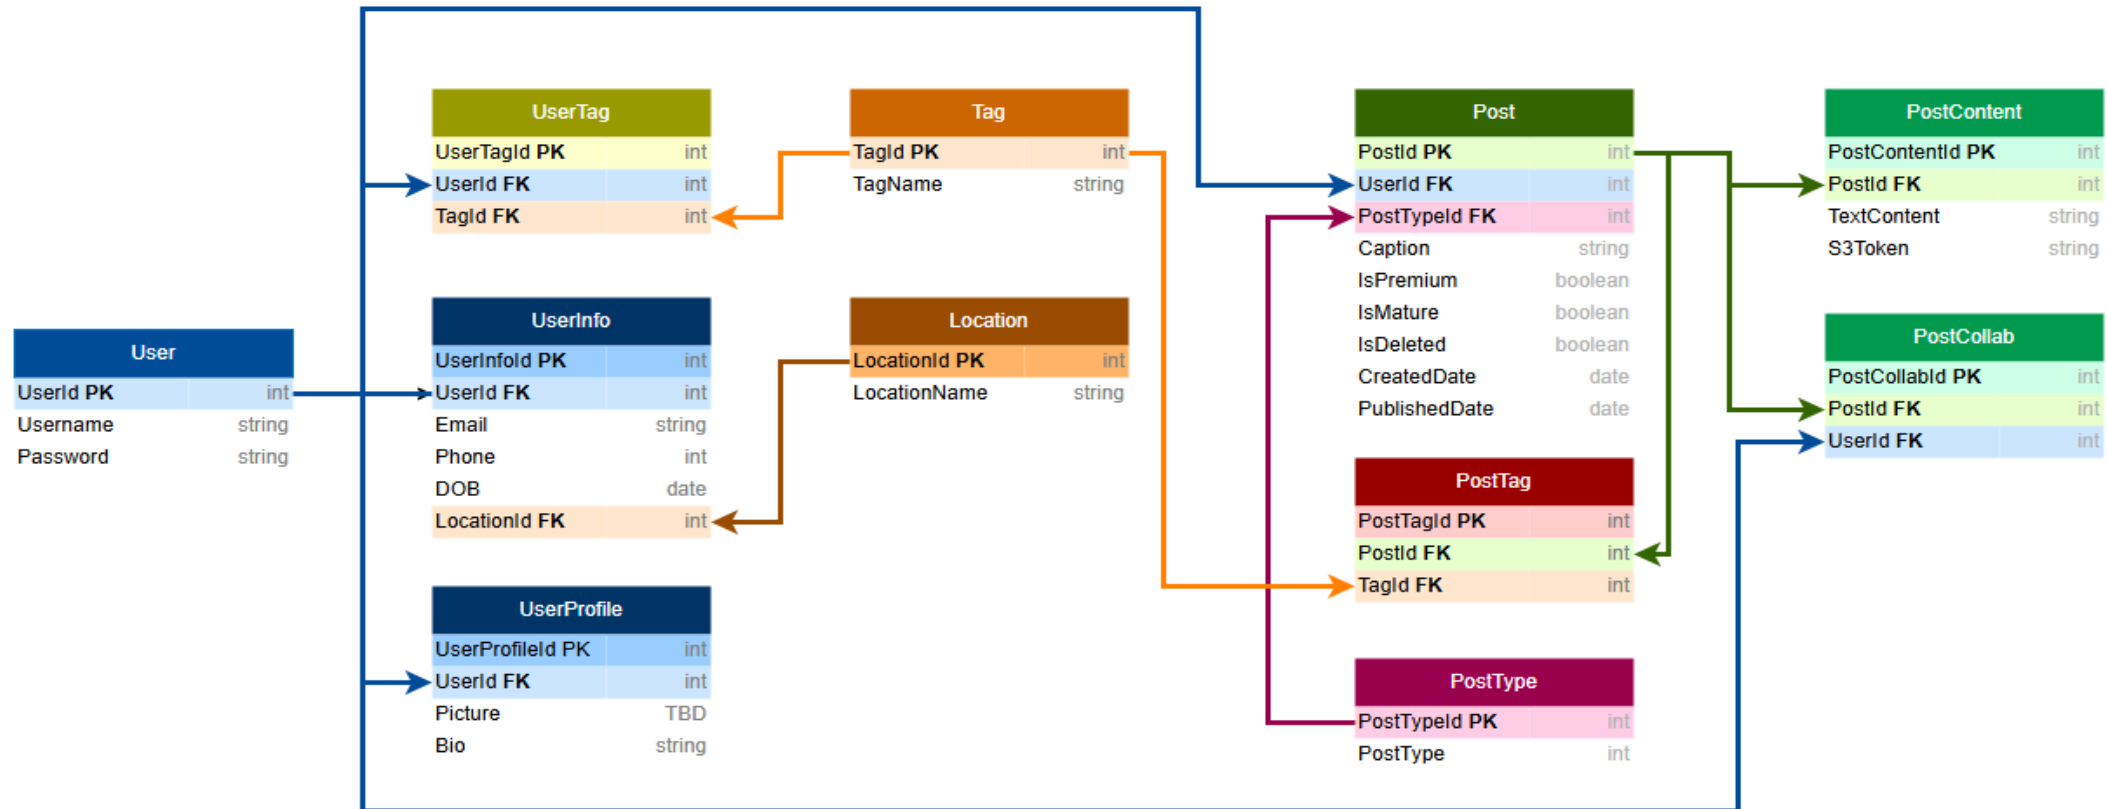 User
UserId PK int
Username string
Password string
UserTag
UserTagId PK int
UserId FK int
TagId FK int
UserInfo
UserInfoId PK int
UserId FK int
Email string
Phone int
DOB date
LocationId FK int
UserProfile
UserProfileId PK int
UserId FK int
Picture TBD
Bio string
Tag
TagId PK int
TagName string
Location
LocationId PK int
LocationName string
Post
PostId PK int
UserId FK int
PostTypeId FK int
Caption string
IsPremium boolean
IsMature boolean
IsDeleted boolean
CreatedDate date
PublishedDate date
PostTag
PostTagId PK int
PostId FK int
TagId FK int
PostType
PostTypeId PK int
PostType int
PostContent
PostContentId PK int
PostId FK int
TextContent string
S3Token string
PostCollab
PostCollabId PK int
PostId FK int
UserId FK int